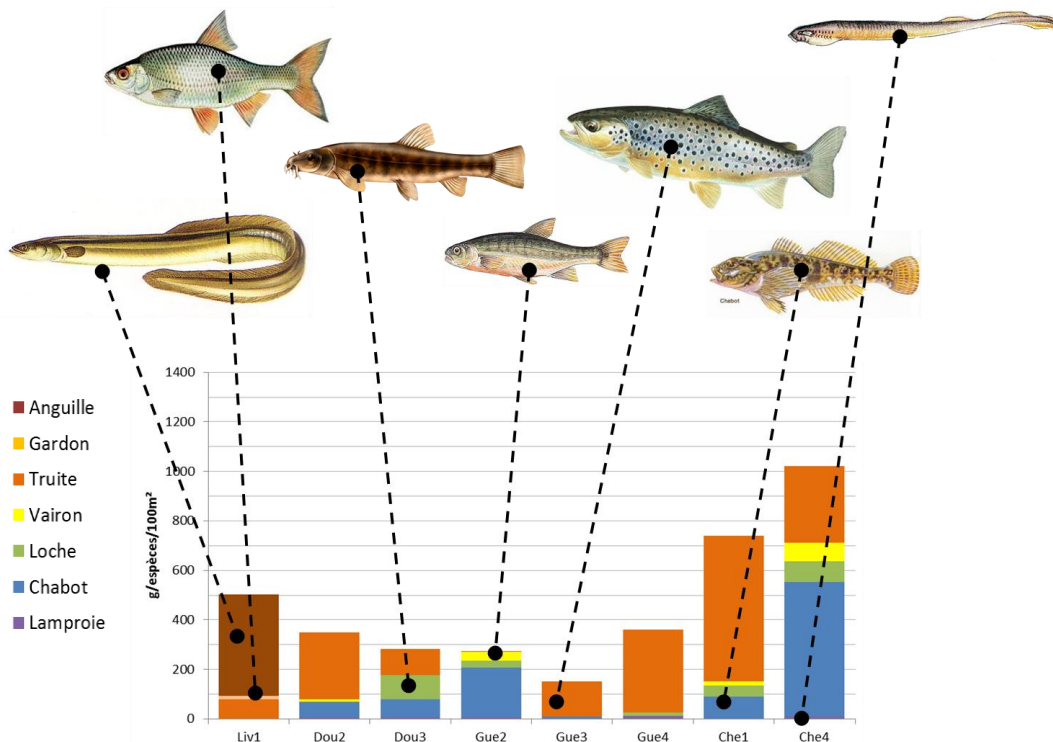 Chabot
Anguille
Gardon
Truite
Vairon
Loche
Chabot
Lamproie
g/espèces/100m²
1400
1200
1000
800
600
400
200
0
Liv1 Dou2 Dou3 Gue2 Gue3 Gue4 Che1 Che4